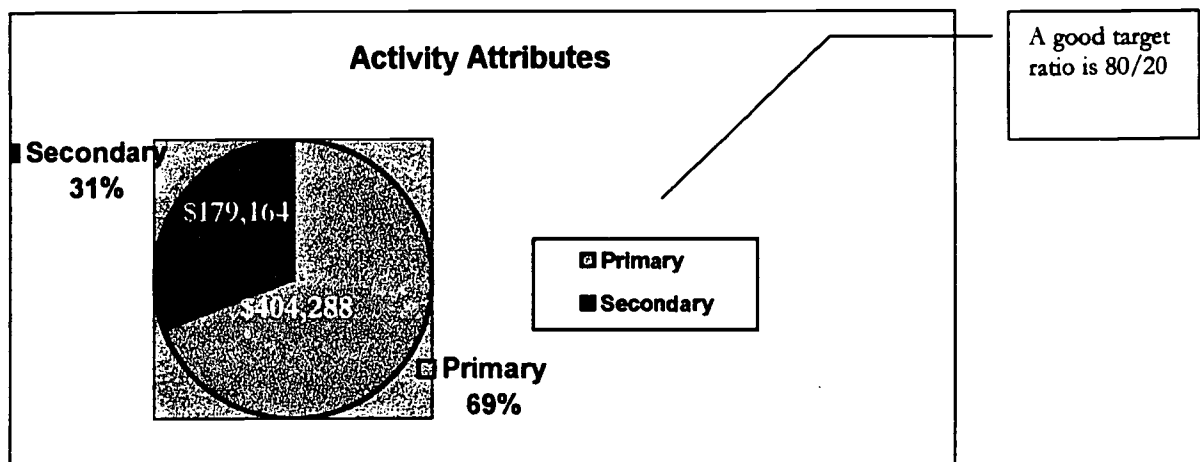 Activity Attributes
A good target
ratio is 80/20
Secondary
31%
$179,164
$404,288
Primary
69%
Primary
Secondary